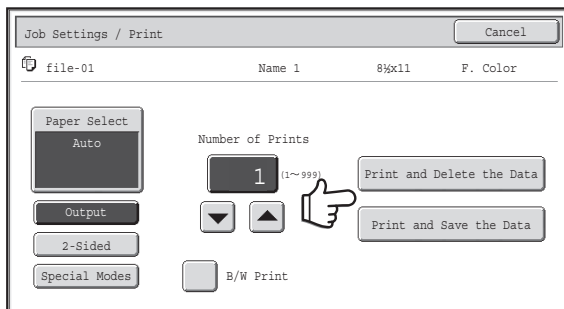 Job Settings / Print
Cancel
file-01 Name 1 8½x11 F. Color
Paper Select
Auto
Number of Prints
1 (1~999)
Print and Delete the Data
Output
Print and Save the Data
2-Sided
Special Modes
B/W Print